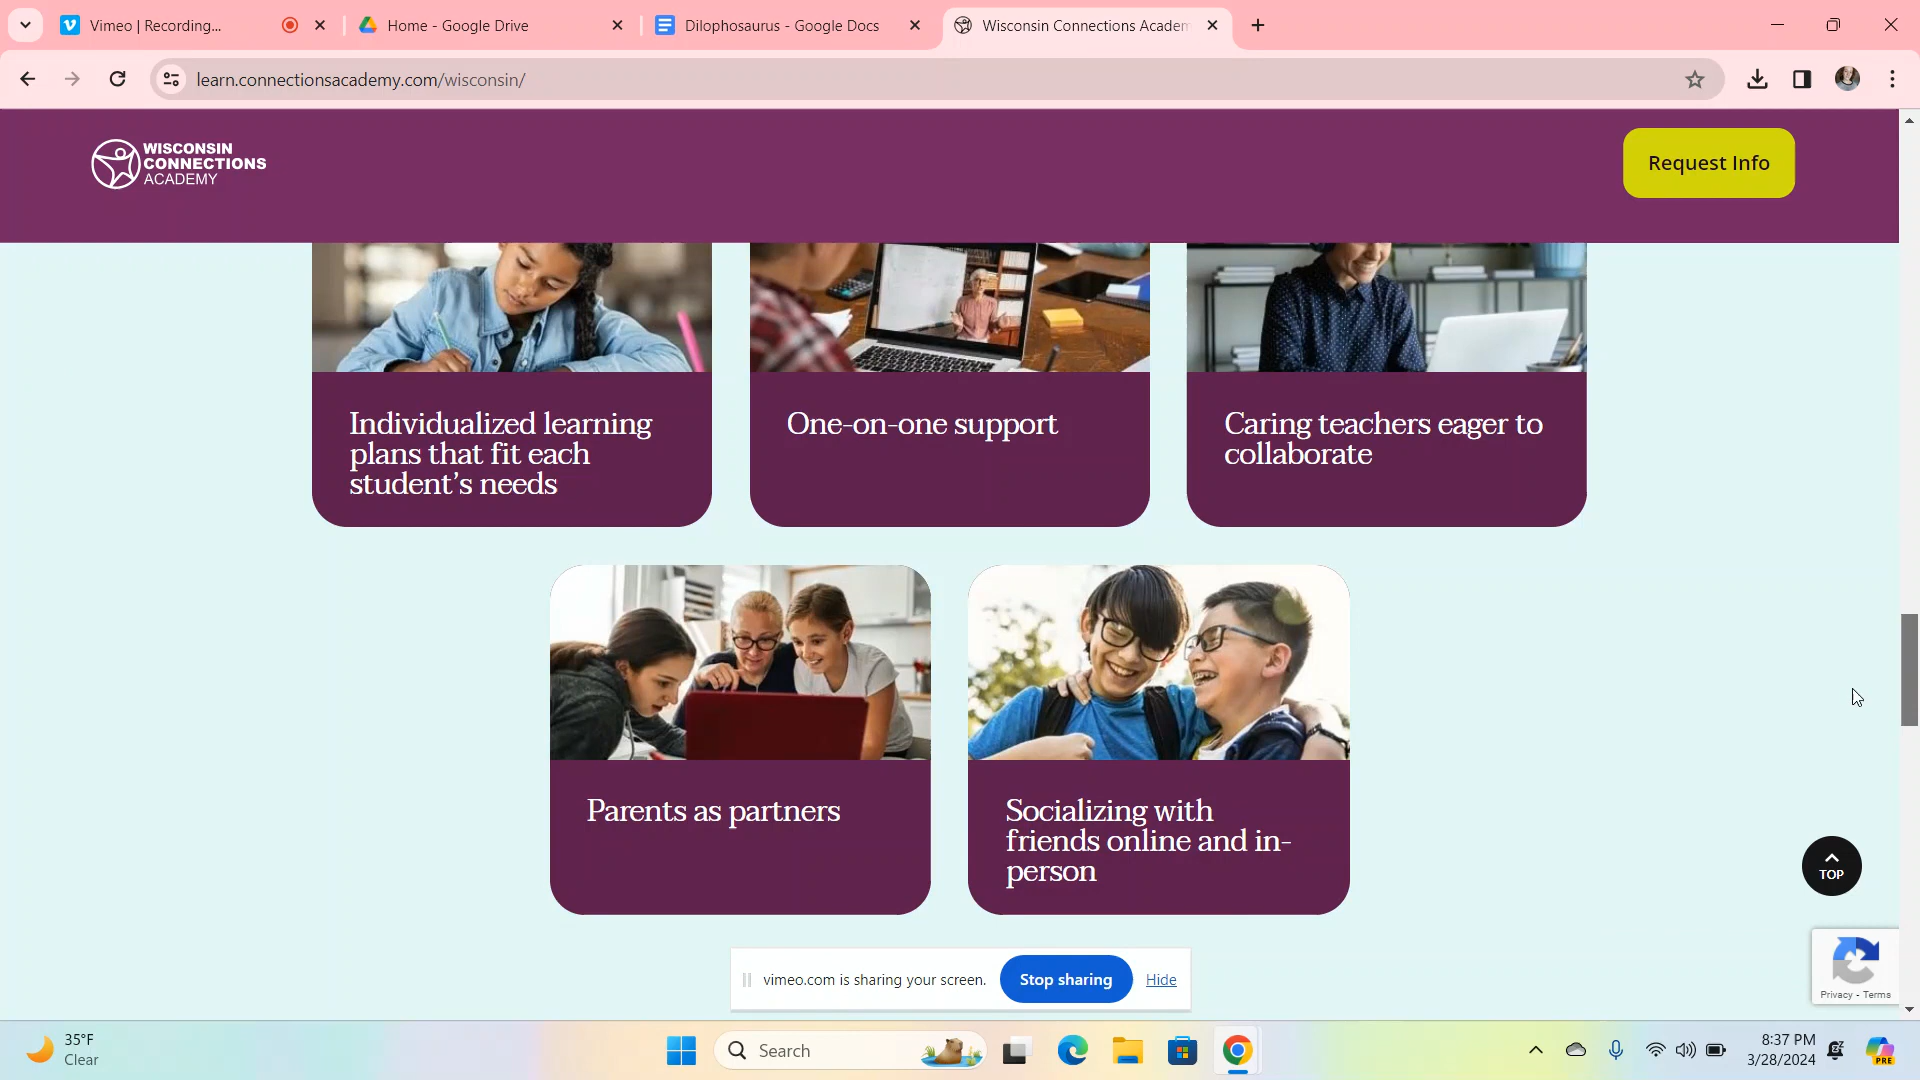 Vimeo | Recording...
Home - Google Drive
Dilophosaurus - Google Docs
Wisconsin Connections Academ
learn.connectionsacademy.com/wisconsin/
WISCONSIN
CONNECTIONS
ACADEMY
Request Info
Individualized learning
plans that fit each
student's needs
One-on-one support
Caring teachers eager to
collaborate
Parents as partners
Socializing with
friends online and in-
person
TOP
Privacy - Terms
vimeo.com is sharing your screen.
Stop sharing
Hide
35°F
Clear
Search
8:37 PM
3/28/2024
PRE